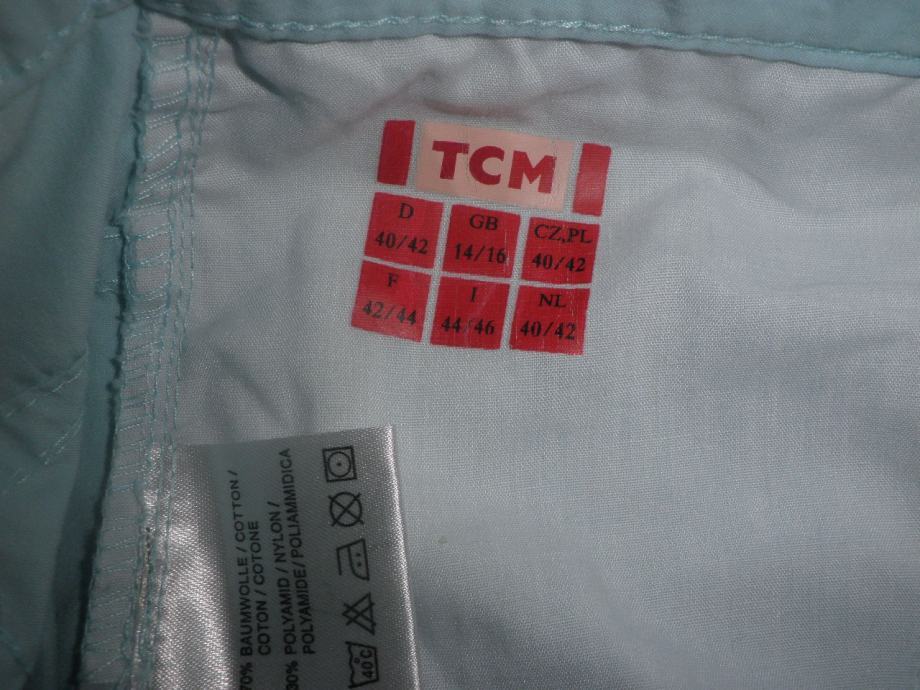 TCM
D
40/42
GB
14/16
CZ,PL
40/42
F
42/44
I
44/46
NL
40/42
70% BAUMWOLLE / COTTON /
COTON / COTONE
30% POLYAMID / NYLON /
POLYAMIDE/POLIAMMIDICA
40°C